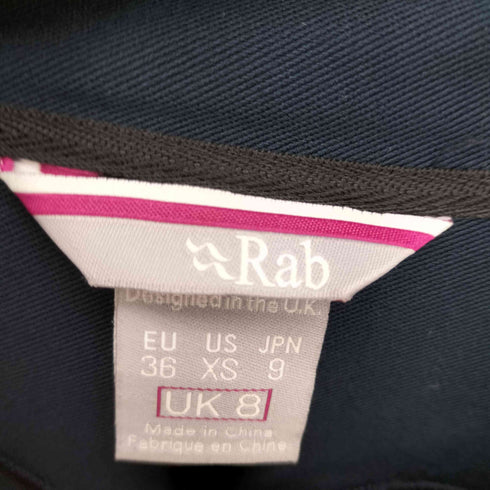 Rab
Designed in the U.K.
EU US JPN
36 XS 9
UK 8
Made in China
Fabriqué en Chine